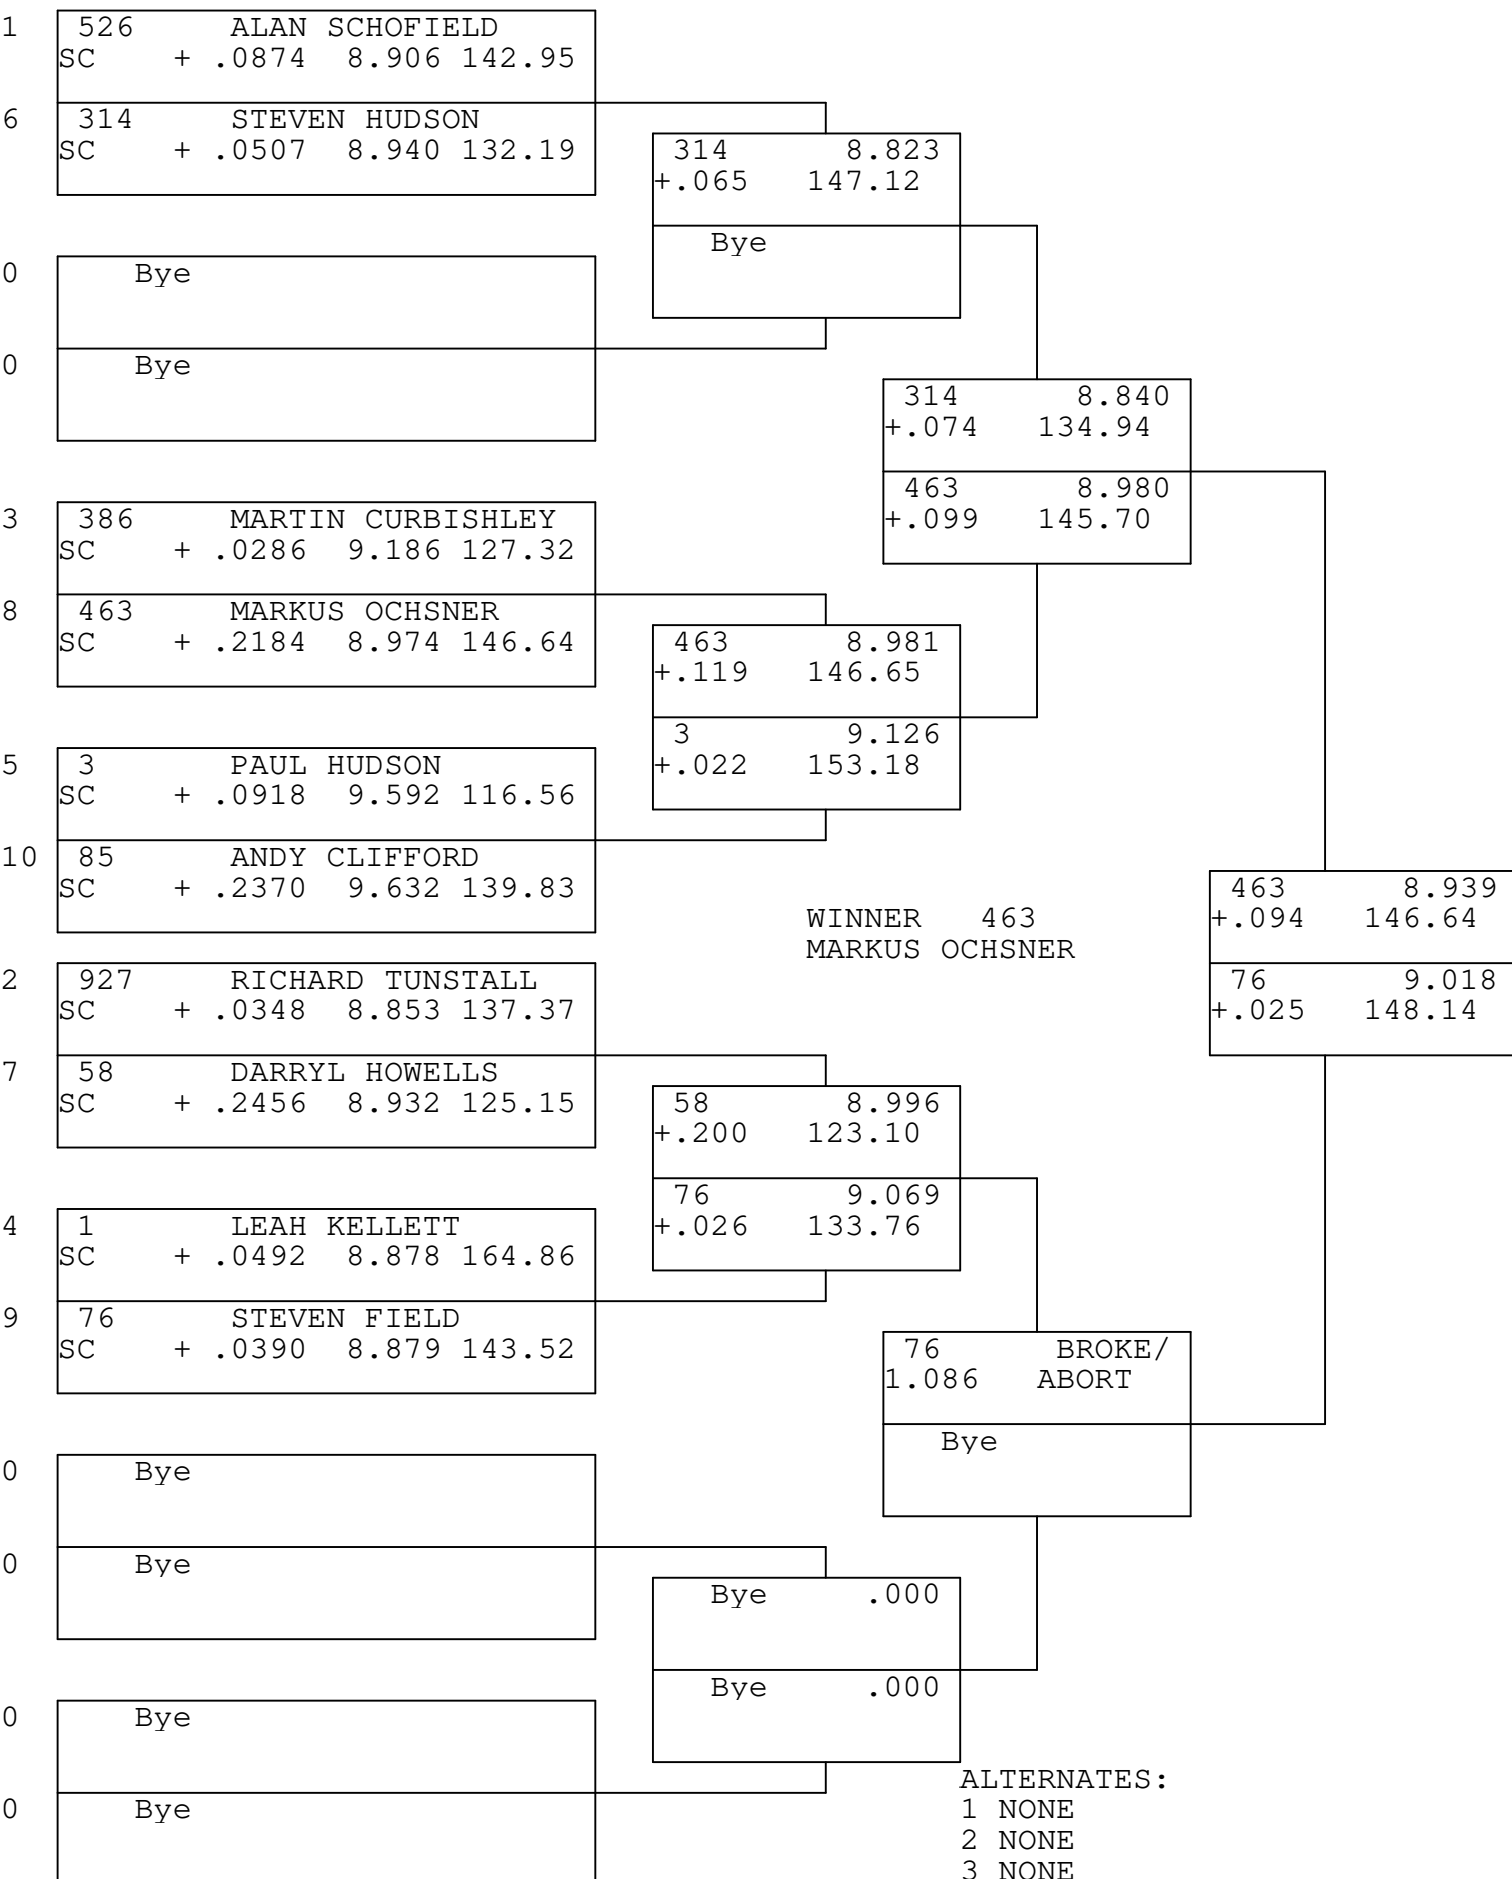 1 526 ALAN SCHOFIELD
SC + .0874 8.906 142.95
6 314 STEVEN HUDSON
SC + .0507 8.940 132.19
314 8.823
+.065 147.12
Bye
0 Bye
0 Bye
314 8.840
+.074 134.94
463 8.980
+.099 145.70
3 386 MARTIN CURBISHLEY
SC + .0286 9.186 127.32
8 463 MARKUS OCHSNER
SC + .2184 8.974 146.64
463 8.981
+.119 146.65
3 9.126
+.022 153.18
5 3 PAUL HUDSON
SC + .0918 9.592 116.56
10 85 ANDY CLIFFORD
SC + .2370 9.632 139.83
WINNER 463
MARKUS OCHSNER
463 8.939
+.094 146.64
76 9.018
+.025 148.14
2 927 RICHARD TUNSTALL
SC + .0348 8.853 137.37
7 58 DARRYL HOWELLS
SC + .2456 8.932 125.15
58 8.996
+.200 123.10
76 9.069
+.026 133.76
4 1 LEAH KELLETT
SC + .0492 8.878 164.86
9 76 STEVEN FIELD
SC + .0390 8.879 143.52
76 BROKE/
1.086 ABORT
Bye
0 Bye
0 Bye
Bye .000
Bye .000
0 Bye
0 Bye
ALTERNATES:
1 NONE
2 NONE
3 NONE